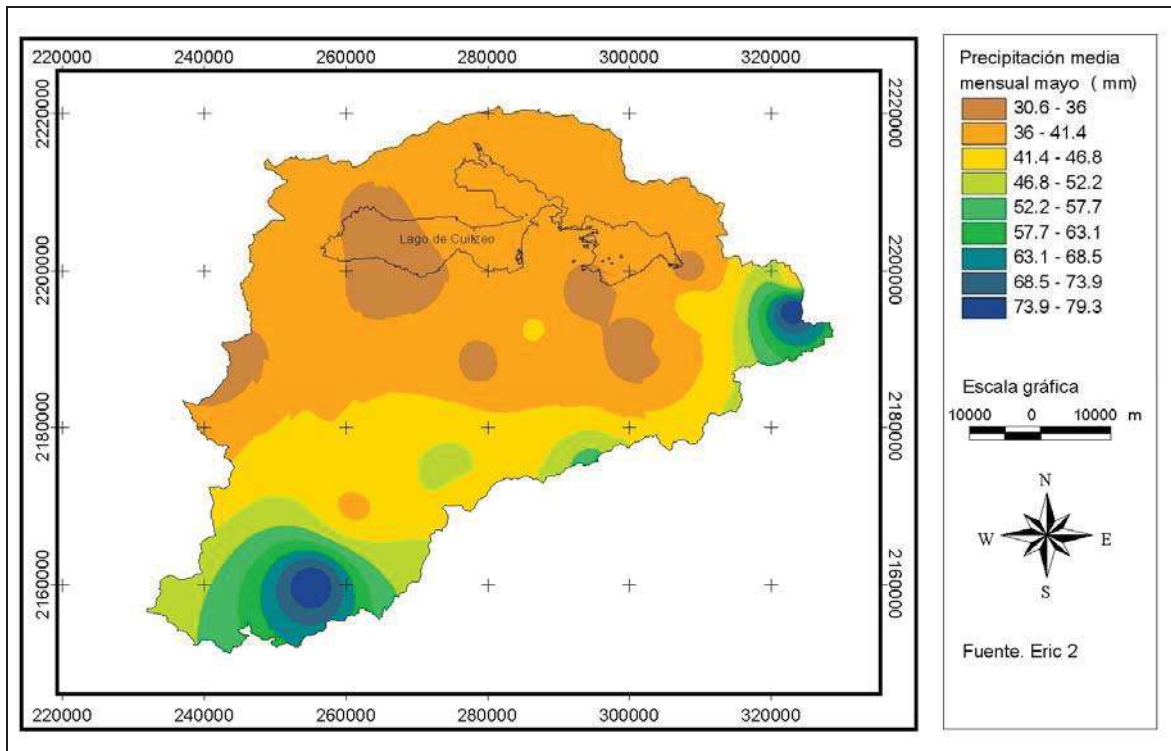 220000 240000 260000 280000 300000 320000
2220000
2200000
2180000
2160000
Lago de Cuitzeo
2220000
2200000
2180000
2160000
220000 240000 260000 280000 300000 320000
Precipitación media
mensual mayo ( mm)
30.6 - 36
36 - 41.4
41.4 - 46.8
46.8 - 52.2
52.2 - 57.7
57.7 - 63.1
63.1 - 68.5
68.5 - 73.9
73.9 - 79.3
Escala gráfica
10000 0 10000 m
N
W E
S
Fuente. Eric 2